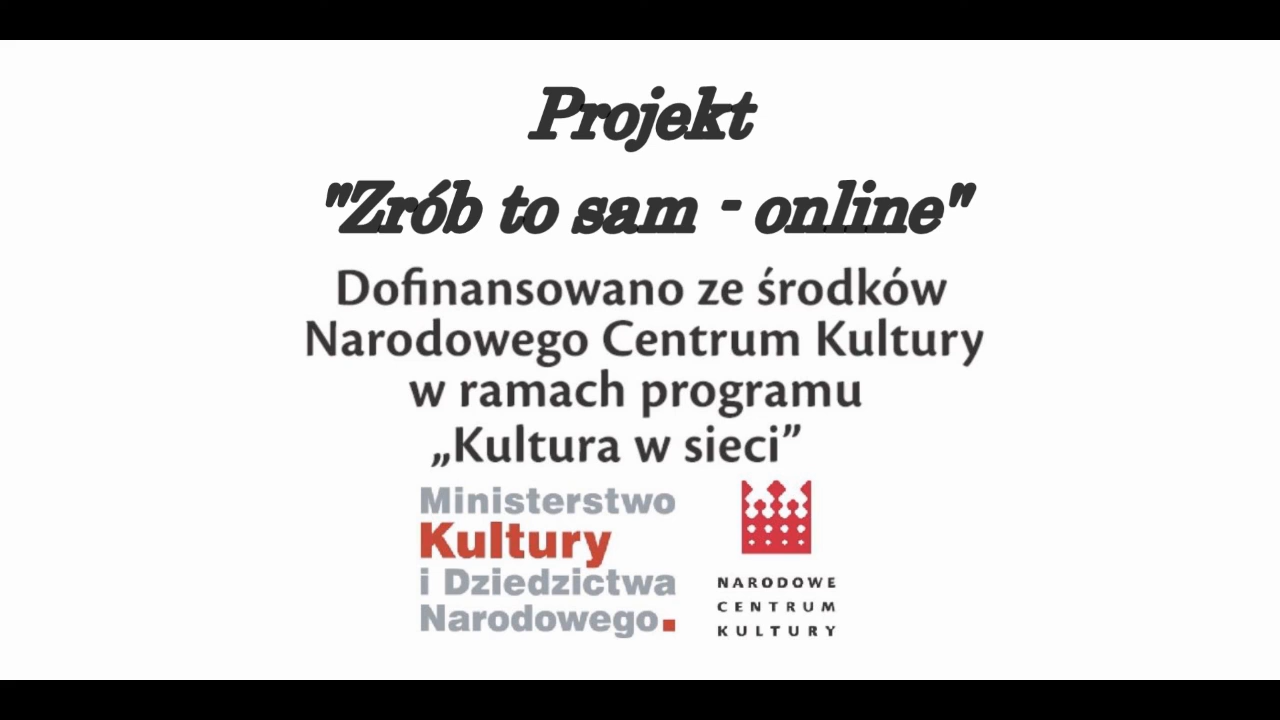 Projekt
"Zrób to sam - online"
Dofinansowano ze środków
Narodowego Centrum Kultury
w ramach programu
„Kultura w sieci”
Ministerstwo
Kultury
i Dziedzictwa
Narodowego.
NARODOWE
CENTRUM
KULTURY